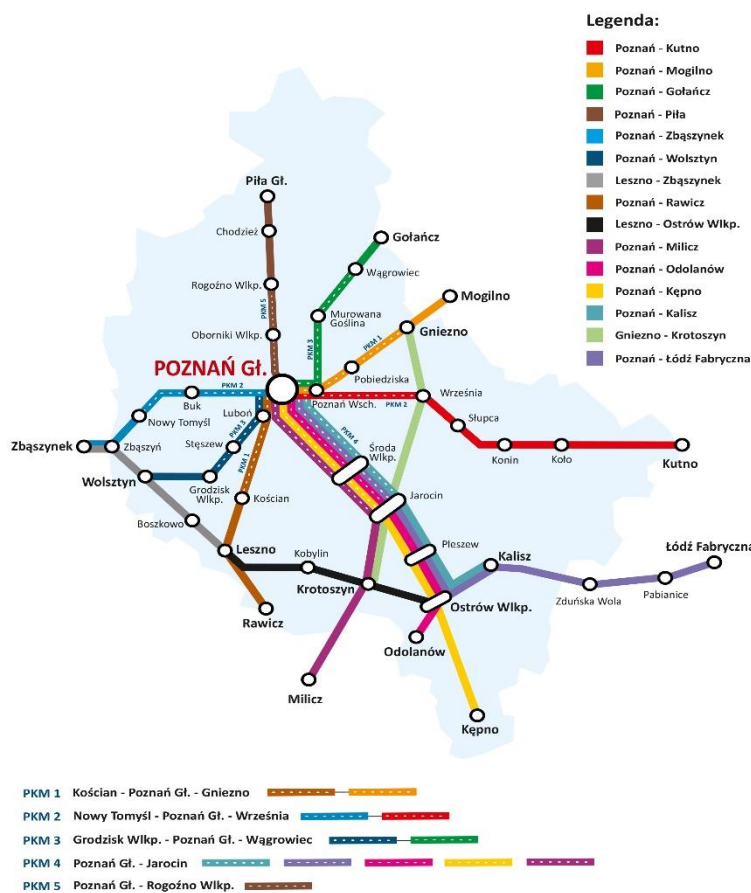 Legenda:
Poznań - Kutno
Poznań - Mogilno
Poznań - Gołańcz
Poznań - Piła
Poznań - Zbąszynek
Poznań - Wolsztyn
Leszno - Zbąszynek
Poznań - Rawicz
Leszno - Ostrów Wlkp.
Poznań - Milicz
Poznań - Odolanów
Poznań - Kępno
Poznań - Kalisz
Gniezno - Krotoszyn
Poznań - Łódź Fabryczna
Piła Gł.
Chodzież
Rogoźno Wlkp.
PKM 5
Oborniki Wlkp.
Gołańcz
Wągrowiec
Murowana
Goślina
PKM 3
Mogilno
Gniezno
PKM 1
Pobiedziska
POZNAŃ Gł.
Poznań Wsch.
PKM 2
Września
Słupca
Konin
Koło
Kutno
PKM 2
Buk
Nowy Tomyśl
Zbąszynek
Zbąszyń
Luboń
Stęszew
PKM 3
PKM 1
Wolsztyn
Grodzisk
Wlkp.
Kościan
Boszkowo
Leszno
Rawicz
Kobylin
Krotoszyn
Milicz
PKM 4
Środa
Wlkp.
Jarocin
Pleszew
Kalisz
Ostrów Wlkp.
Odolanów
Kępno
Zduńska Wola
Pabianice
Łódź Fabryczna
PKM 1 Kościan - Poznań Gł. - Gniezno
PKM 2 Nowy Tomyśl - Poznań Gł. - Września
PKM 3 Grodzisk Wlkp. - Poznań Gł. - Wągrowiec
PKM 4 Poznań Gł. - Jarocin
PKM 5 Poznań Gł. - Rogoźno Wlkp.